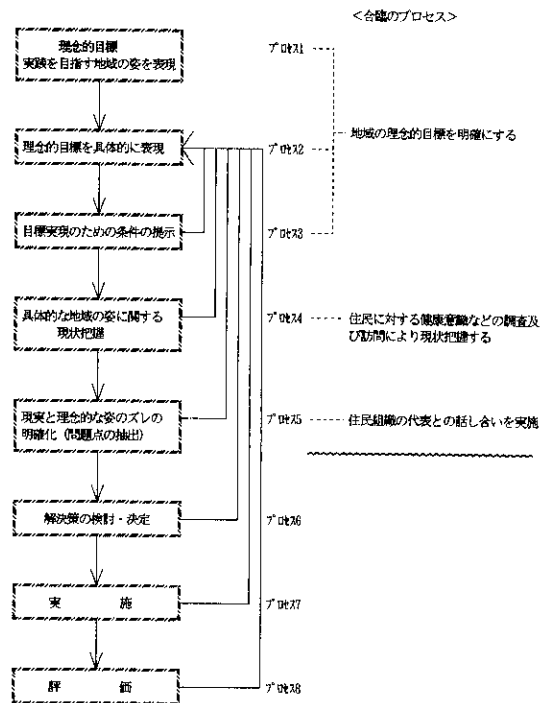 ＜合臨のプロセス＞
理念的目標
実践を目指す地域の姿を表現
プロセス1
理念的目標を具体的に表現
プロセス2
地域の理念的目標を明確にする
目標実現のための条件の提示
プロセス3
具体的な地域の姿に関する
現状把握
プロセス4
住民に対する健康意識などの調査及
び訪問により現状把握する
現実と理念的な姿のズレの
明確化（問題点の抽出）
プロセス5
住民組織の代表との話し合いを実施
解決策の検討・決定
プロセス6
実　　施
プロセス7
評　　価
プロセス8